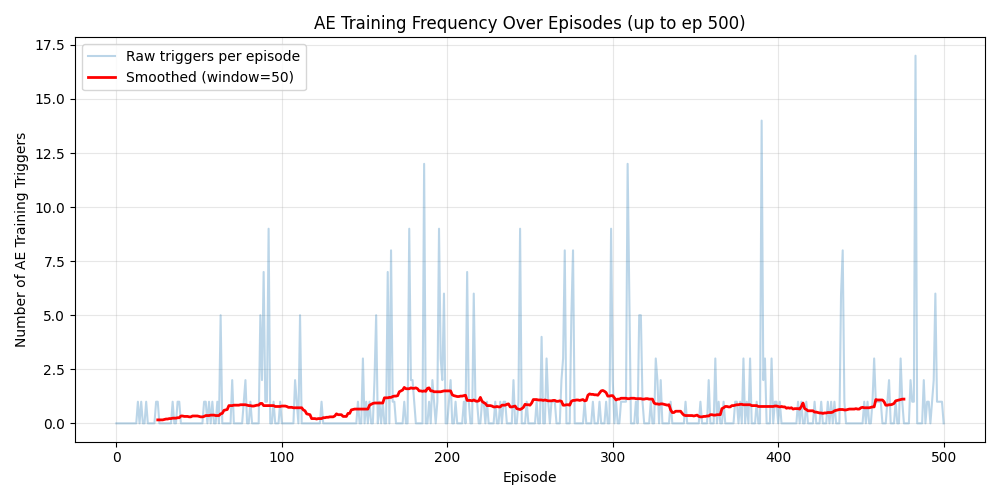 AE Training Frequency Over Episodes (up to ep 500)
Raw triggers per episode
Smoothed (window=50)
Number of AE Training Triggers
17.5
15.0
12.5
10.0
7.5
5.0
2.5
0.0
0 100 200 300 400 500
Episode